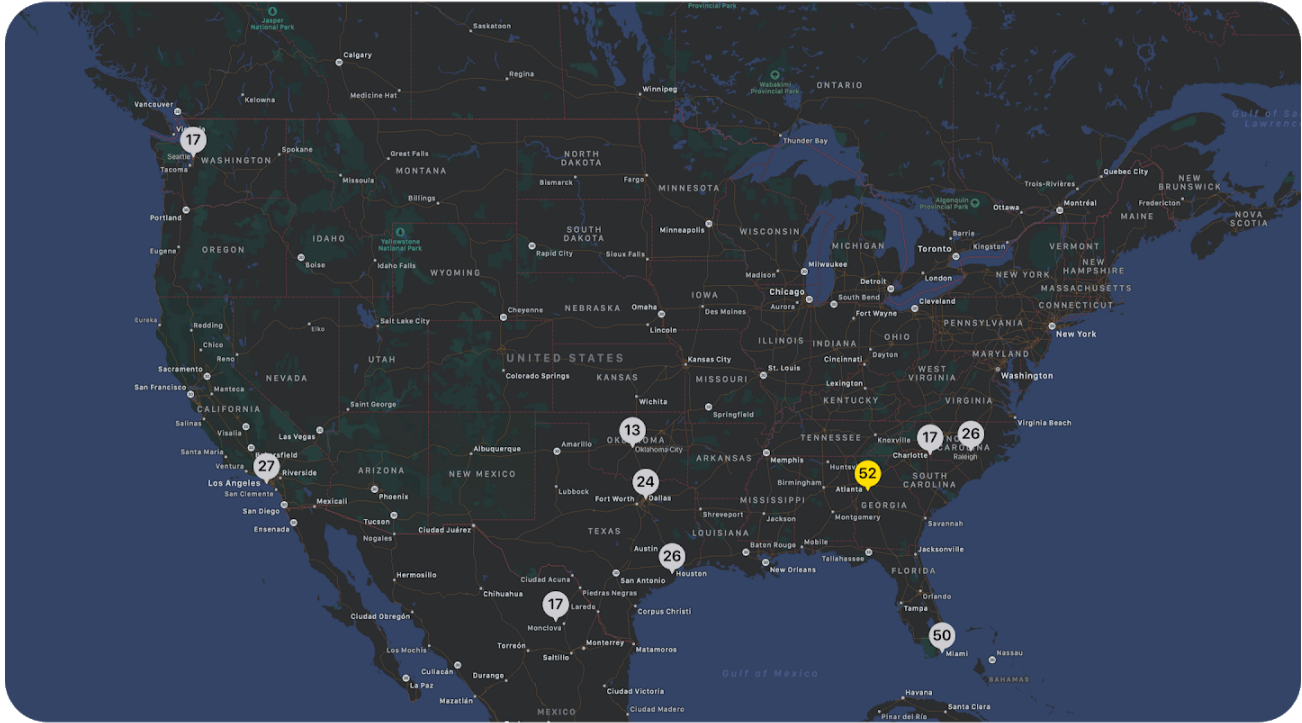 Jasper
National Park
Provincial Park
Saskatoon
Calgary
Regina
Wabakimi
Provincial Park
ONTARIO
Medicine Hat
Kelowna
Winnipeg
Vancouver
Gulf of Sa
Lawrenc
17
Seattle
WASHINGTON
Spokane
Great Falls
Thunder Bay
Tacoma
MONTANA
NORTH
DAKOTA
Missoula
Bismarck
Fargo
MINNESOTA
Quebec City
Trois-Rivières
NEW
BRUNSWICK
Billings
Algonquin
Provincial Park
Ottawa
Montréal
Fredericton
MAINE
NOVA
SCOTIA
Portland
Eugene
OREGON
IDAHO
Yellowstone
National Park
SOUTH
DAKOTA
Minneapolis
WISCONSIN
MICHIGAN
Barrie
Toronto
Kingston
VERMONT
Boise
Idaho Falls
WYOMING
Rapid City
Sioux Falls
Madison
Milwaukee
London
NEW YORK
NEW
HAMPSHIRE
MASSACHUSETTS
CONNECTICUT
Detroit
Chicago
Aurora
South Bend
Cleveland
NEBRASKA
Omaha
IOWA
Des Moines
Fort Wayne
Eureka
Redding
Elko
Salt Lake City
Cheyenne
Lincoln
PENNSYLVANIA
New York
Chico
Reno
UTAH
UNITED STATES
ILLINOIS
INDIANA
OHIO
Dayton
Cincinnati
MARYLAND
Washington
Sacramento
San Francisco
Manteca
NEVADA
Colorado Springs
KANSAS
Kansas City
MISSOURI
St. Louis
Lexington
WEST
VIRGINIA
KENTUCKY
VIRGINIA
CALIFORNIA
Salinas
Saint George
Wichita
Springfield
Virginia Beach
Visalia
Las Vegas
13
Oklahoma City
Amarillo
TENNESSEE
Knoxville
17
26
Charlotte
Raleigh
Santa Maria
Ventura
27
Riverside
Los Angeles
San Clemente
ARIZONA
Albuquerque
NEW MEXICO
ARKANSAS
Memphis
52
Atlanta
SOUTH
CAROLINA
Birmingham
GEORGIA
Phoenix
Lubbock
24
Fort Worth
Dallas
MISSISSIPPI
San Diego
Mexicali
Tucson
Ensenada
Nogales
Ciudad Juárez
TEXAS
Shreveport
Jackson
Montgomery
Savannah
LOUISIANA
Austin
26
Houston
Baton Rouge
Mobile
New Orleans
Tallahassee
Jacksonville
FLORIDA
Hermosillo
Chihuahua
Ciudad Acuna
San Antonio
Piedras Negras
17
Laredo
Corpus Christi
Orlando
Tampa
Ciudad Obregón
Monclova
50
Miami
Nassau
BAHAMAS
Los Mochis
Torreón
Monterrey
Saltillo
Matamoros
Culiacán
La Paz
Durango
Gulf of Mexico
Mazatlán
MEXICO
Ciudad Victoria
Ciudad Madero
Havana
Santa Clara
Pinar del Río